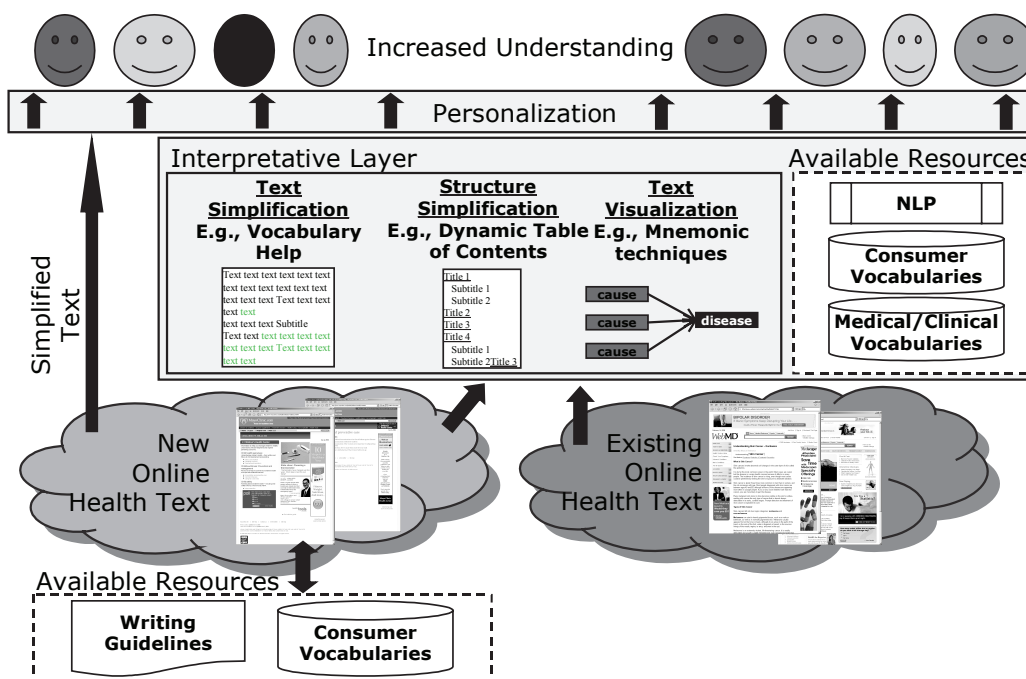 Increased Understanding
Personalization
Interpretative Layer
Available Resources
Text
Simplification
E.g., Vocabulary
Help
Text text text text text text
text text text text text text
text text text Text text text
text text
text text text Subtitle
Text text text text text text
text text text Text text text
text text
Structure
Simplification
E.g., Dynamic Table
of Contents
Title 1
Subtitle 1
Subtitle 2
Title 2
Title 3
Title 4
Subtitle 1
Subtitle 2Title 3
Text
Visualization
E.g., Mnemonic
techniques
cause
cause
cause
disease
NLP
Consumer
Vocabularies
Medical/Clinical
Vocabularies
Simplified
Text
New
Online
Health Text
Existing
Online
Health Text
BIPOLAR DISORDER
WebMD
Available Resources
Writing
Guidelines
Consumer
Vocabularies